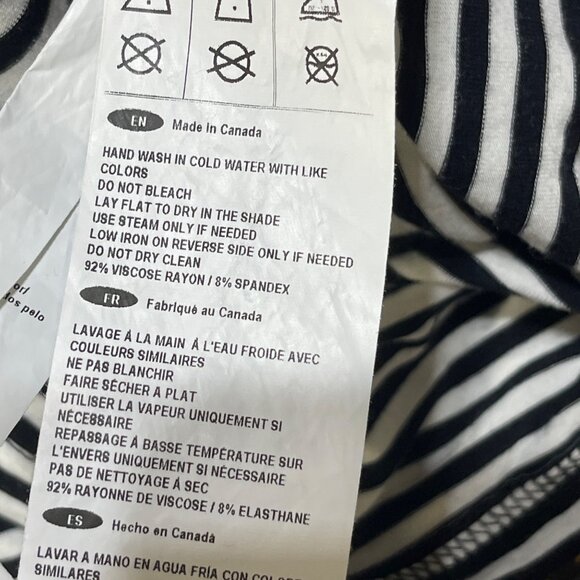 EN Made in Canada
HAND WASH IN COLD WATER WITH LIKE
COLORS
DO NOT BLEACH
LAY FLAT TO DRY IN THE SHADE
USE STEAM ONLY IF NEEDED
LOW IRON ON REVERSE SIDE ONLY IF NEEDED
DO NOT DRY CLEAN
92% VISCOSE RAYON / 8% SPANDEX
FR Fabriqué au Canada
LAVAGE À LA MAIN À L'EAU FROIDE AVEC
COULEURS SIMILAIRES
NE PAS BLANCHIR
FAIRE SÉCHER À PLAT
UTILISER LA VAPEUR UNIQUEMENT SI
NÉCESSAIRE
REPASSAGE À BASSE TEMPÉRATURE SUR
L'ENVERS UNIQUEMENT SI NÉCESSAIRE
PAS DE NETTOYAGE À SEC
92% RAYONNE DE VISCOSE / 8% ELASTHANE
ES Hecho en Canadà
LAVAR A MANO EN AGUA FRÍA CON
SIMILARES
pelo